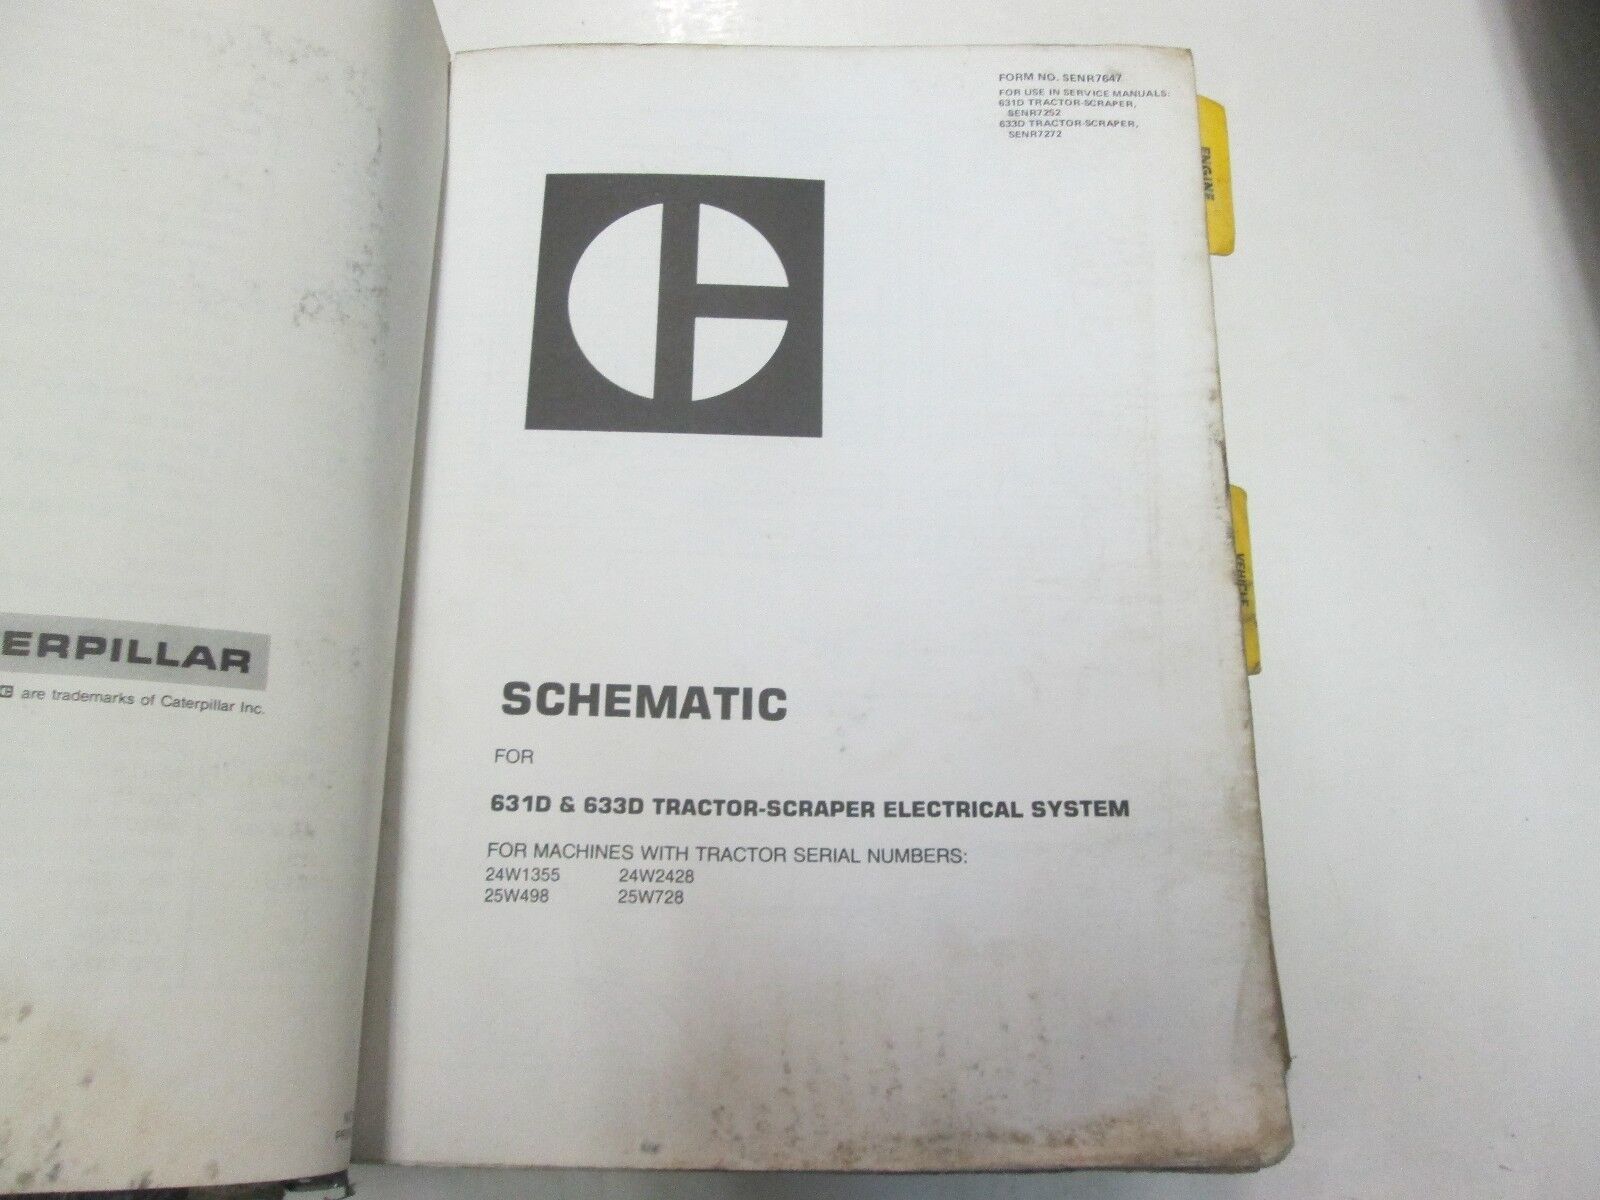 ERPILLAR
are trademarks of Caterpillar Inc.
FORM NO. SENR7647
FOR USE IN SERVICE MANUALS:
631D TRACTOR-SCRAPER,
SENR7252
633D TRACTOR-SCRAPER,
SENR7272
SCHEMATIC
FOR
631D & 633D TRACTOR-SCRAPER ELECTRICAL SYSTEM
FOR MACHINES WITH TRACTOR SERIAL NUMBERS:
24W1355 24W2428
25W498 25W728
ENGINE
VEHICLE